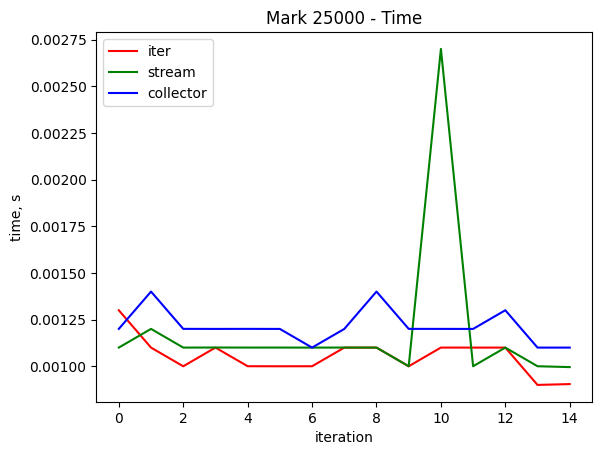 Mark 25000 - Time
iter
stream
collector
time, s
0.00275
0.00250
0.00225
0.00200
0.00175
0.00150
0.00125
0.00100
0 2 4 6 8 10 12 14
iteration